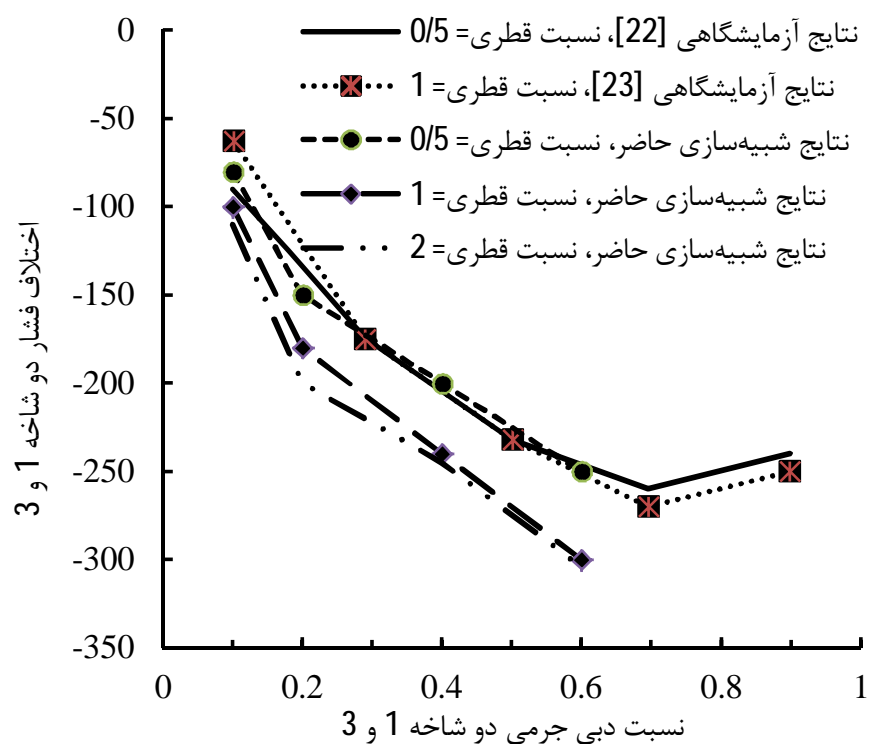 نتایج آزمایشگاهی [22]، نسبت قطری= 0/5
نتایج آزمایشگاهی [23]، نسبت قطری= 1
نتایج شبیه‌سازی حاضر، نسبت قطری= 0/5
نتایج شبیه‌سازی حاضر، نسبت قطری= 1
نتایج شبیه‌سازی حاضر، نسبت قطری= 2
0
-50
-100
-150
-200
-250
-300
-350
اختلاف فشار دو شاخه 1 و 3
0 0.2 0.4 0.6 0.8 1
نسبت دبی جرمی دو شاخه 1 و 3